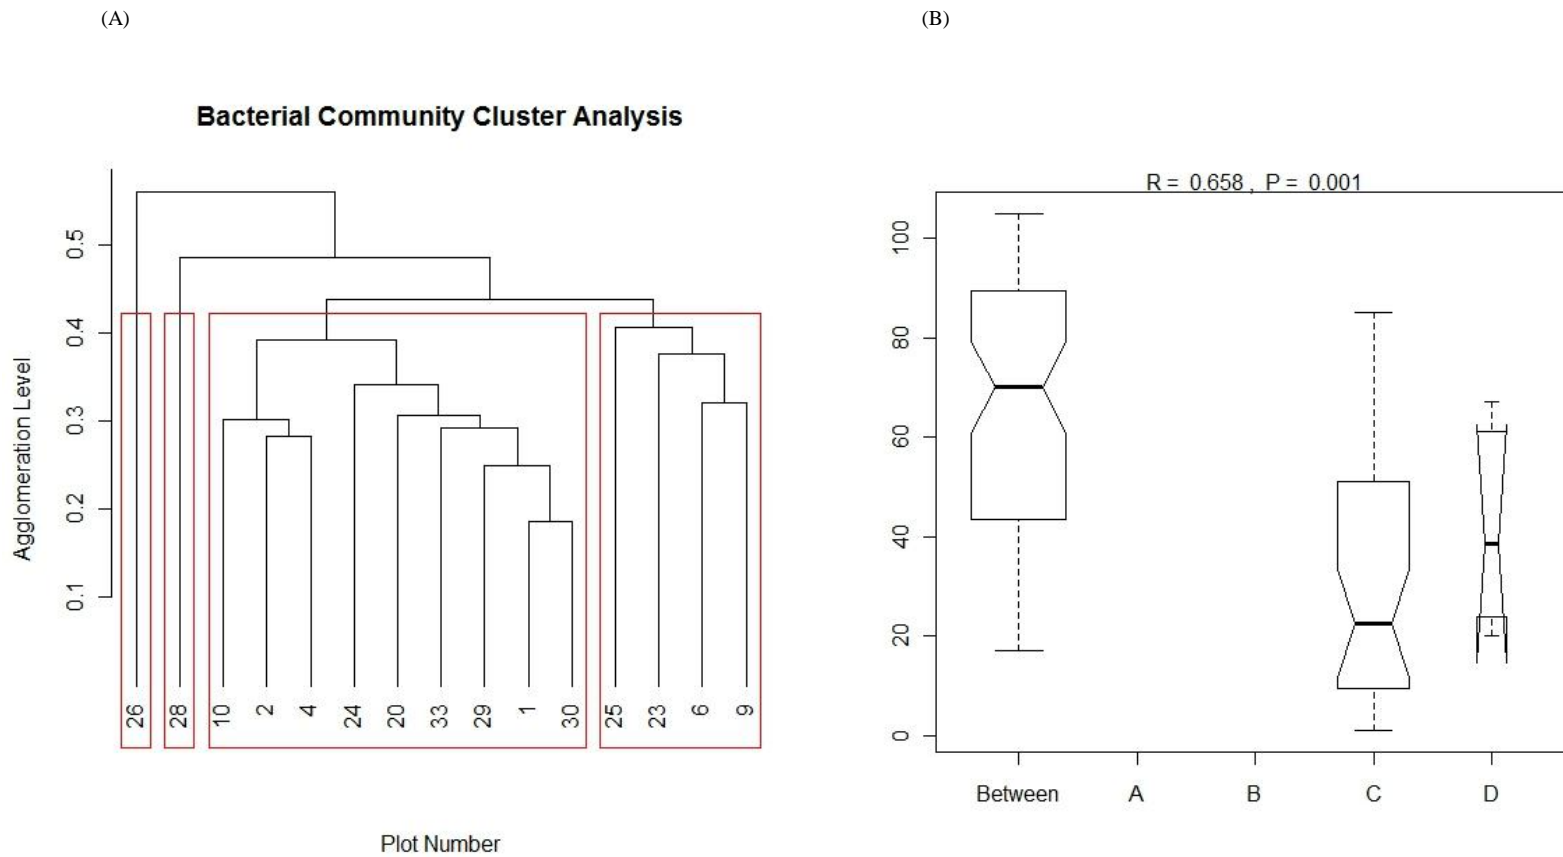 (A)
Bacterial Community Cluster Analysis
Agglomeration Level
0.5
0.4
0.3
0.2
0.1
26 28 10 2 4 24 20 33 29 1 30 25 23 6 9
Plot Number
(B)
R = 0.658 , P = 0.001
100
80
60
40
20
0
Between A B C D